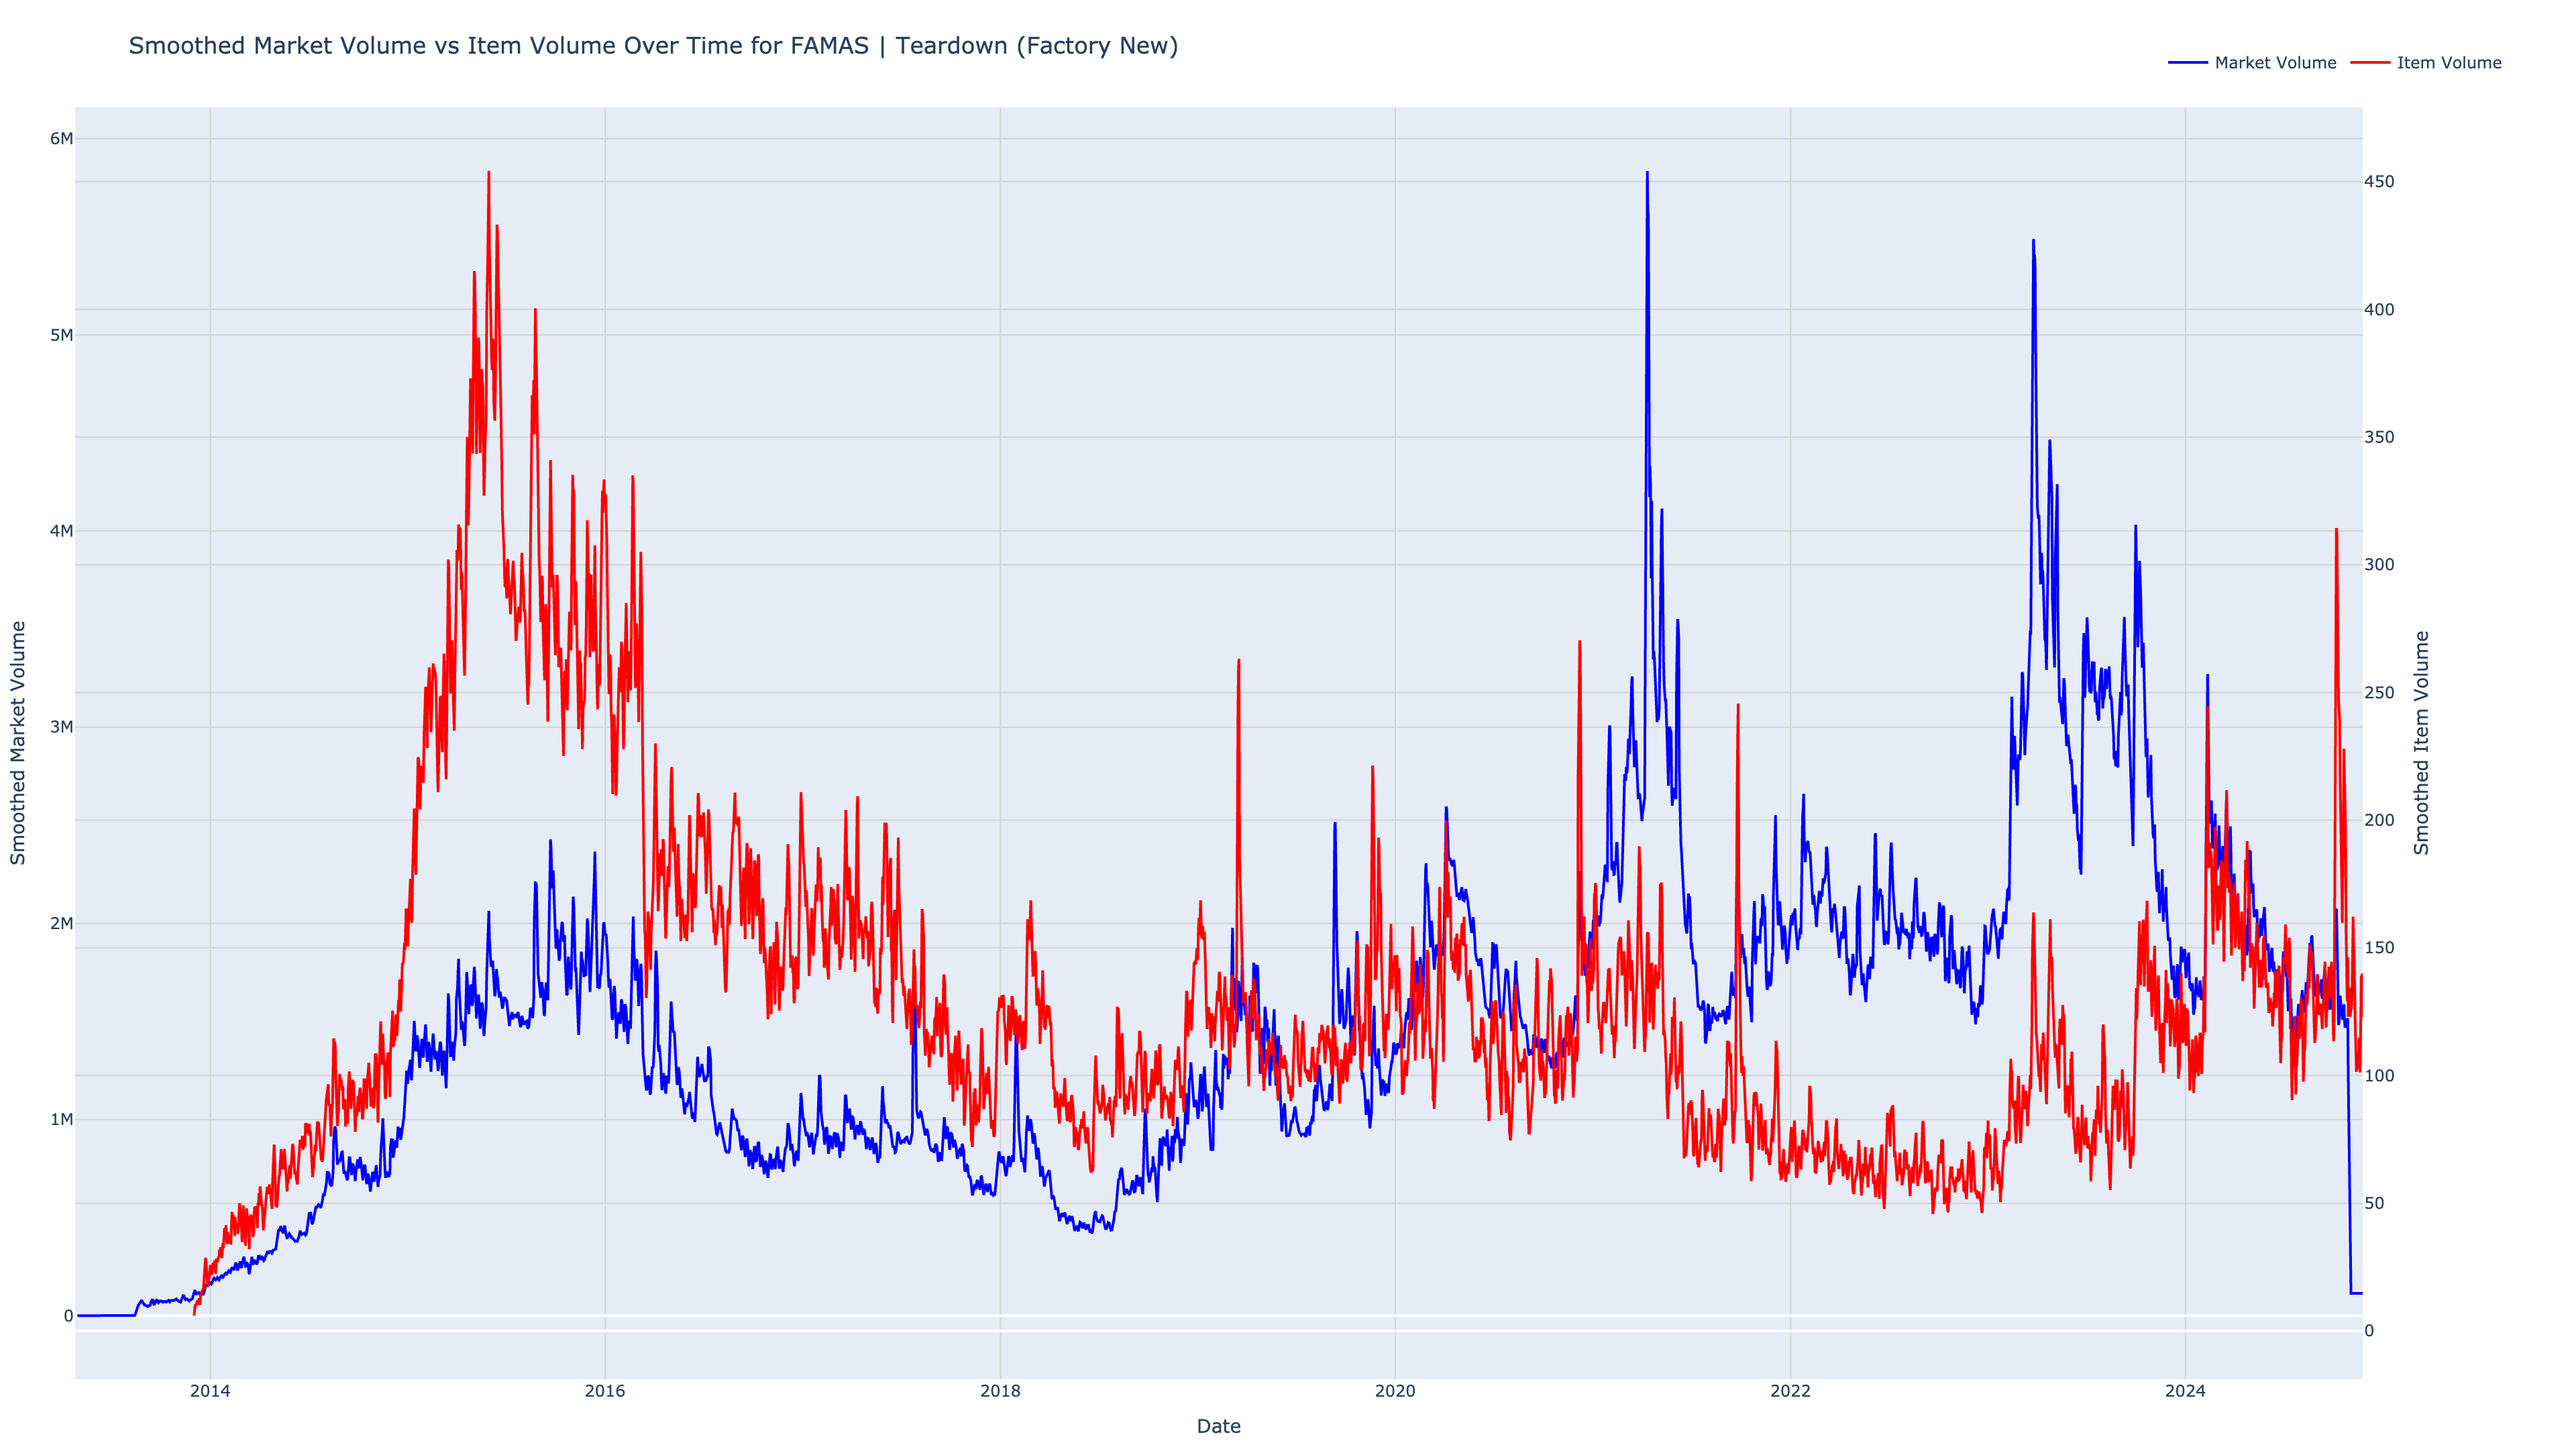 Smoothed Market Volume vs Item Volume Over Time for FAMAS | Teardown (Factory New)
Market Volume
Item Volume
6M
5M
4M
3M
2M
1M
0
Smoothed Market Volume
450
400
350
300
250
200
150
100
50
0
Smoothed Item Volume
2014
2016
2018
2020
2022
2024
Date